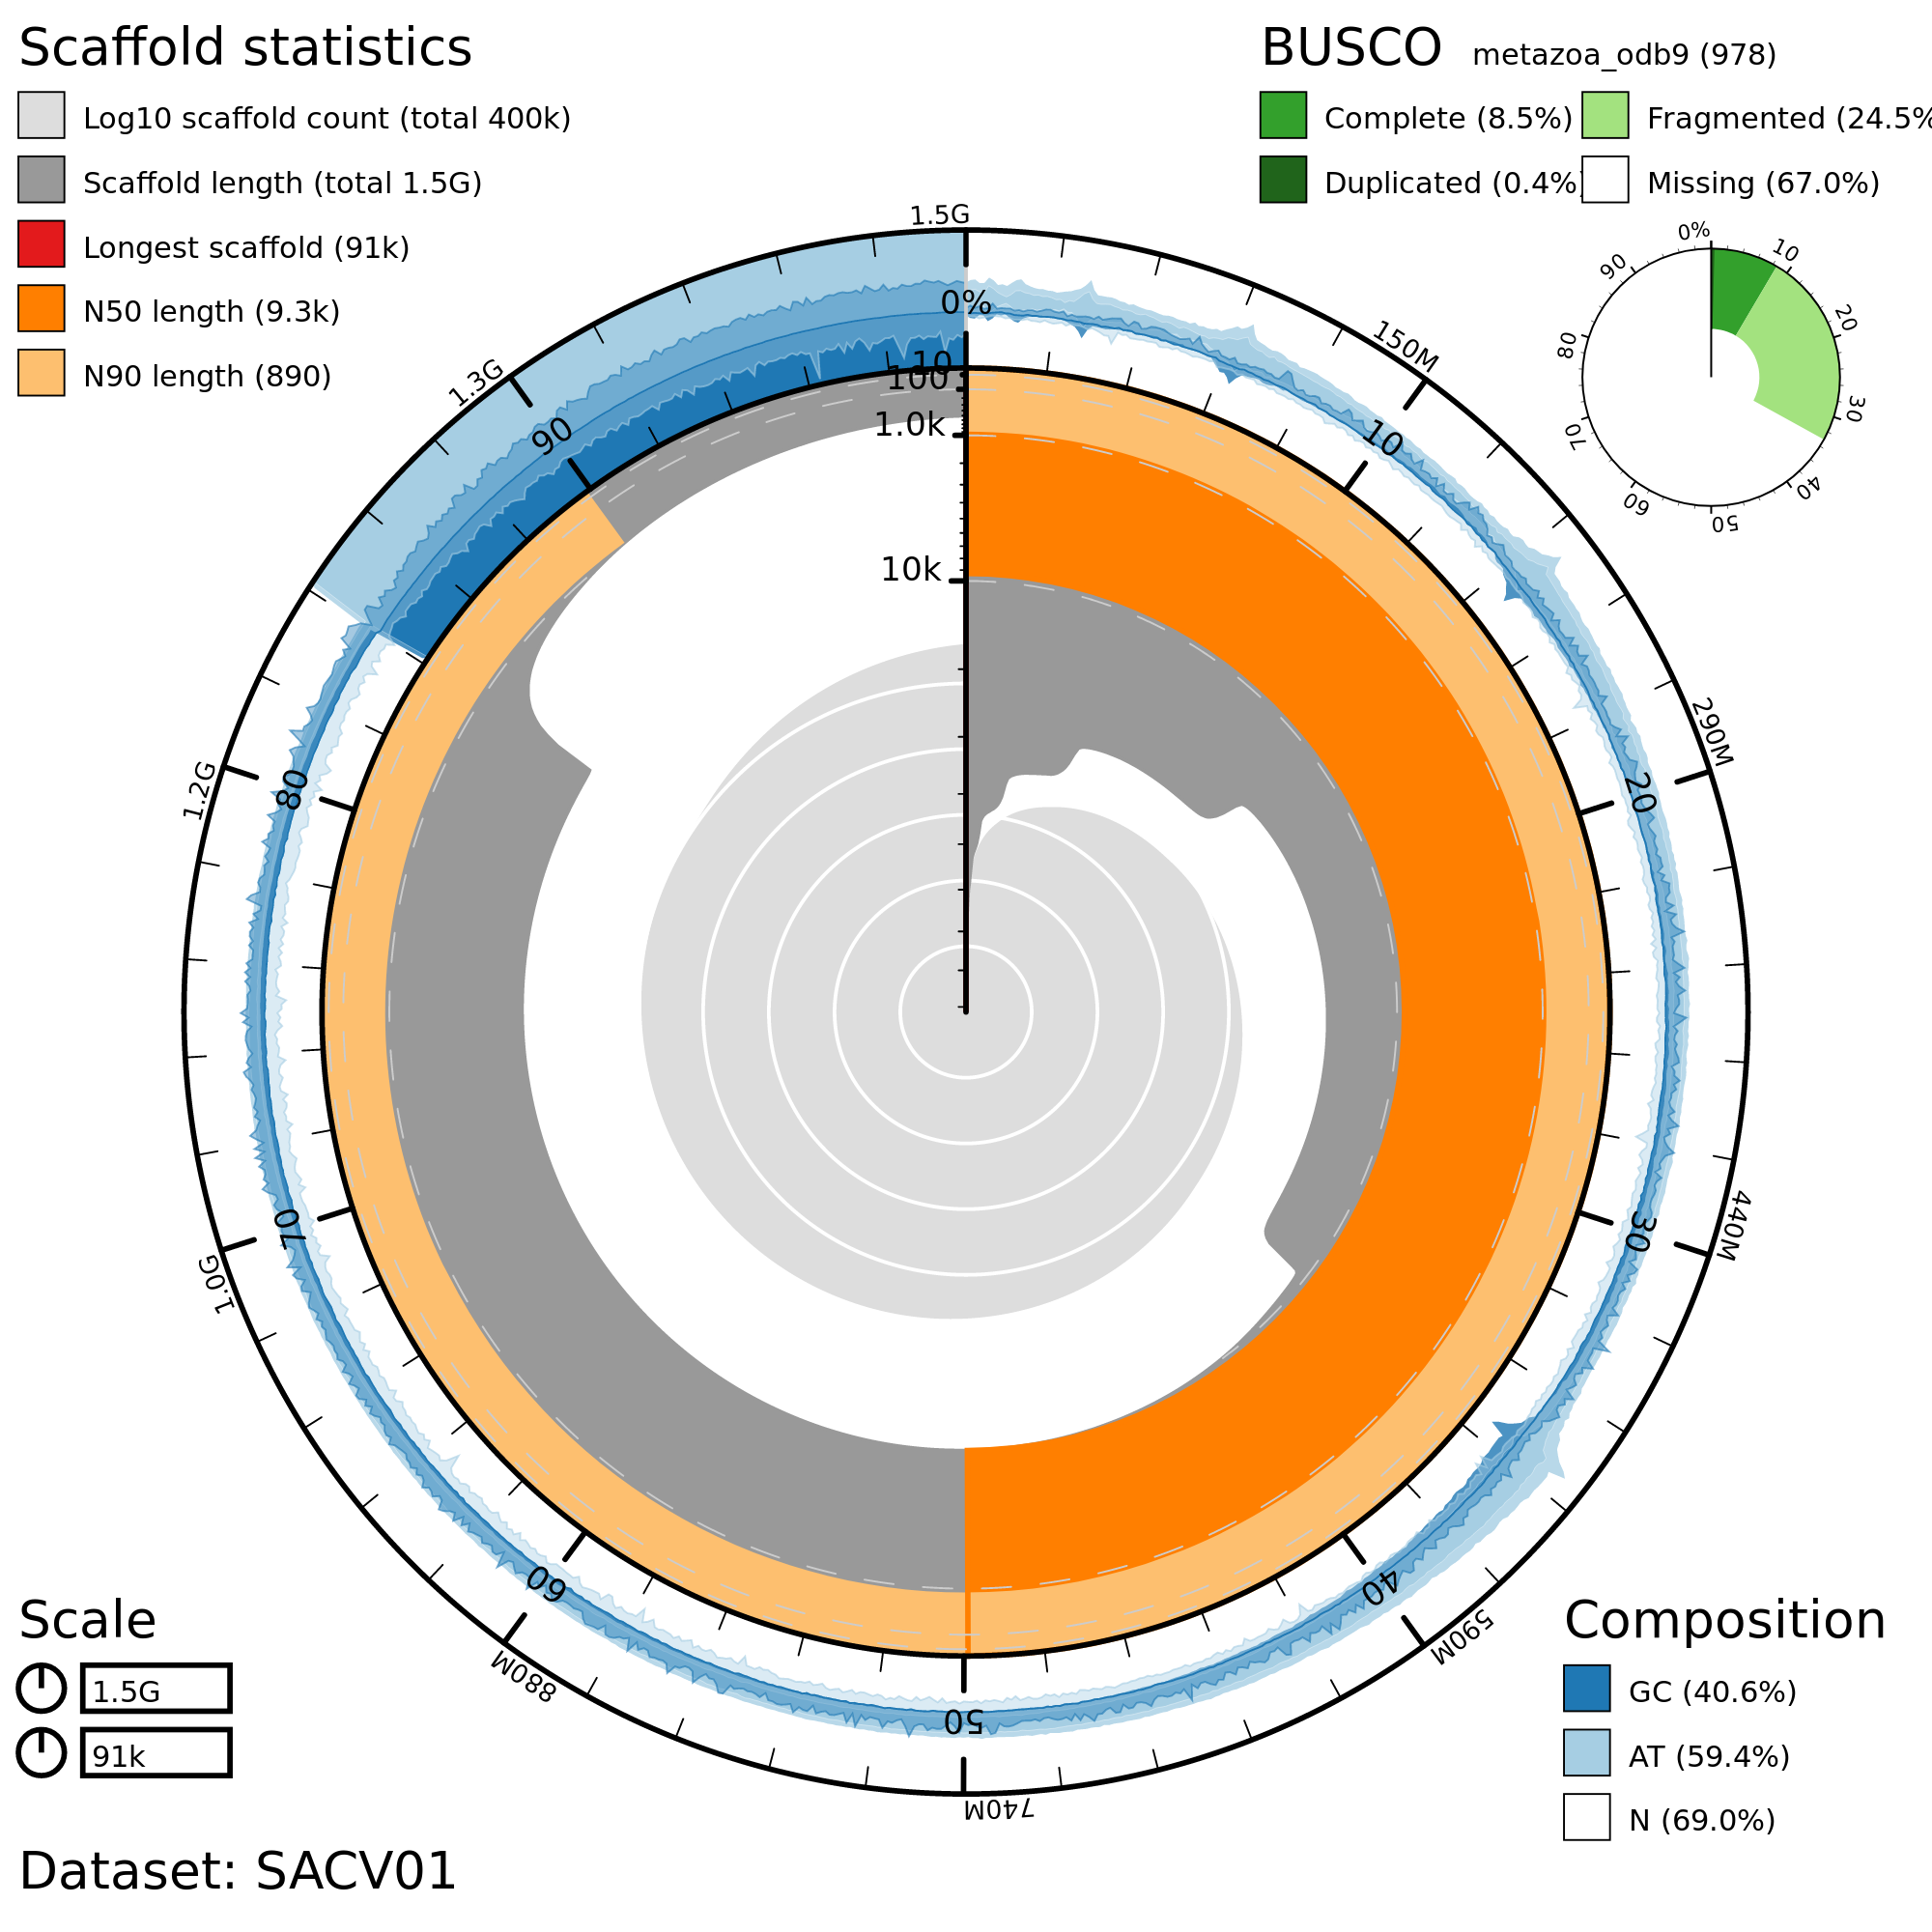 Scaffold statistics
Log10 scaffold count (total 400k)
Scaffold length (total 1.5G)
Longest scaffold (91k)
N50 length (9.3k)
N90 length (890)
BUSCO metazoa_odb9 (978)
Complete (8.5%) Fragmented (24.5%
Duplicated (0.4%) Missing (67.0%)
0%
10
20
30
40
50
60
70
80
90
1.5G
150M
290M
440M
590M
740M
880M
1.0G
1.2G
1.3G
0%
10
20
30
40
50
60
70
80
90
10
100
1.0k
10k
Scale
1.5G
91k
Composition
GC (40.6%)
AT (59.4%)
N (69.0%)
Dataset: SACV01